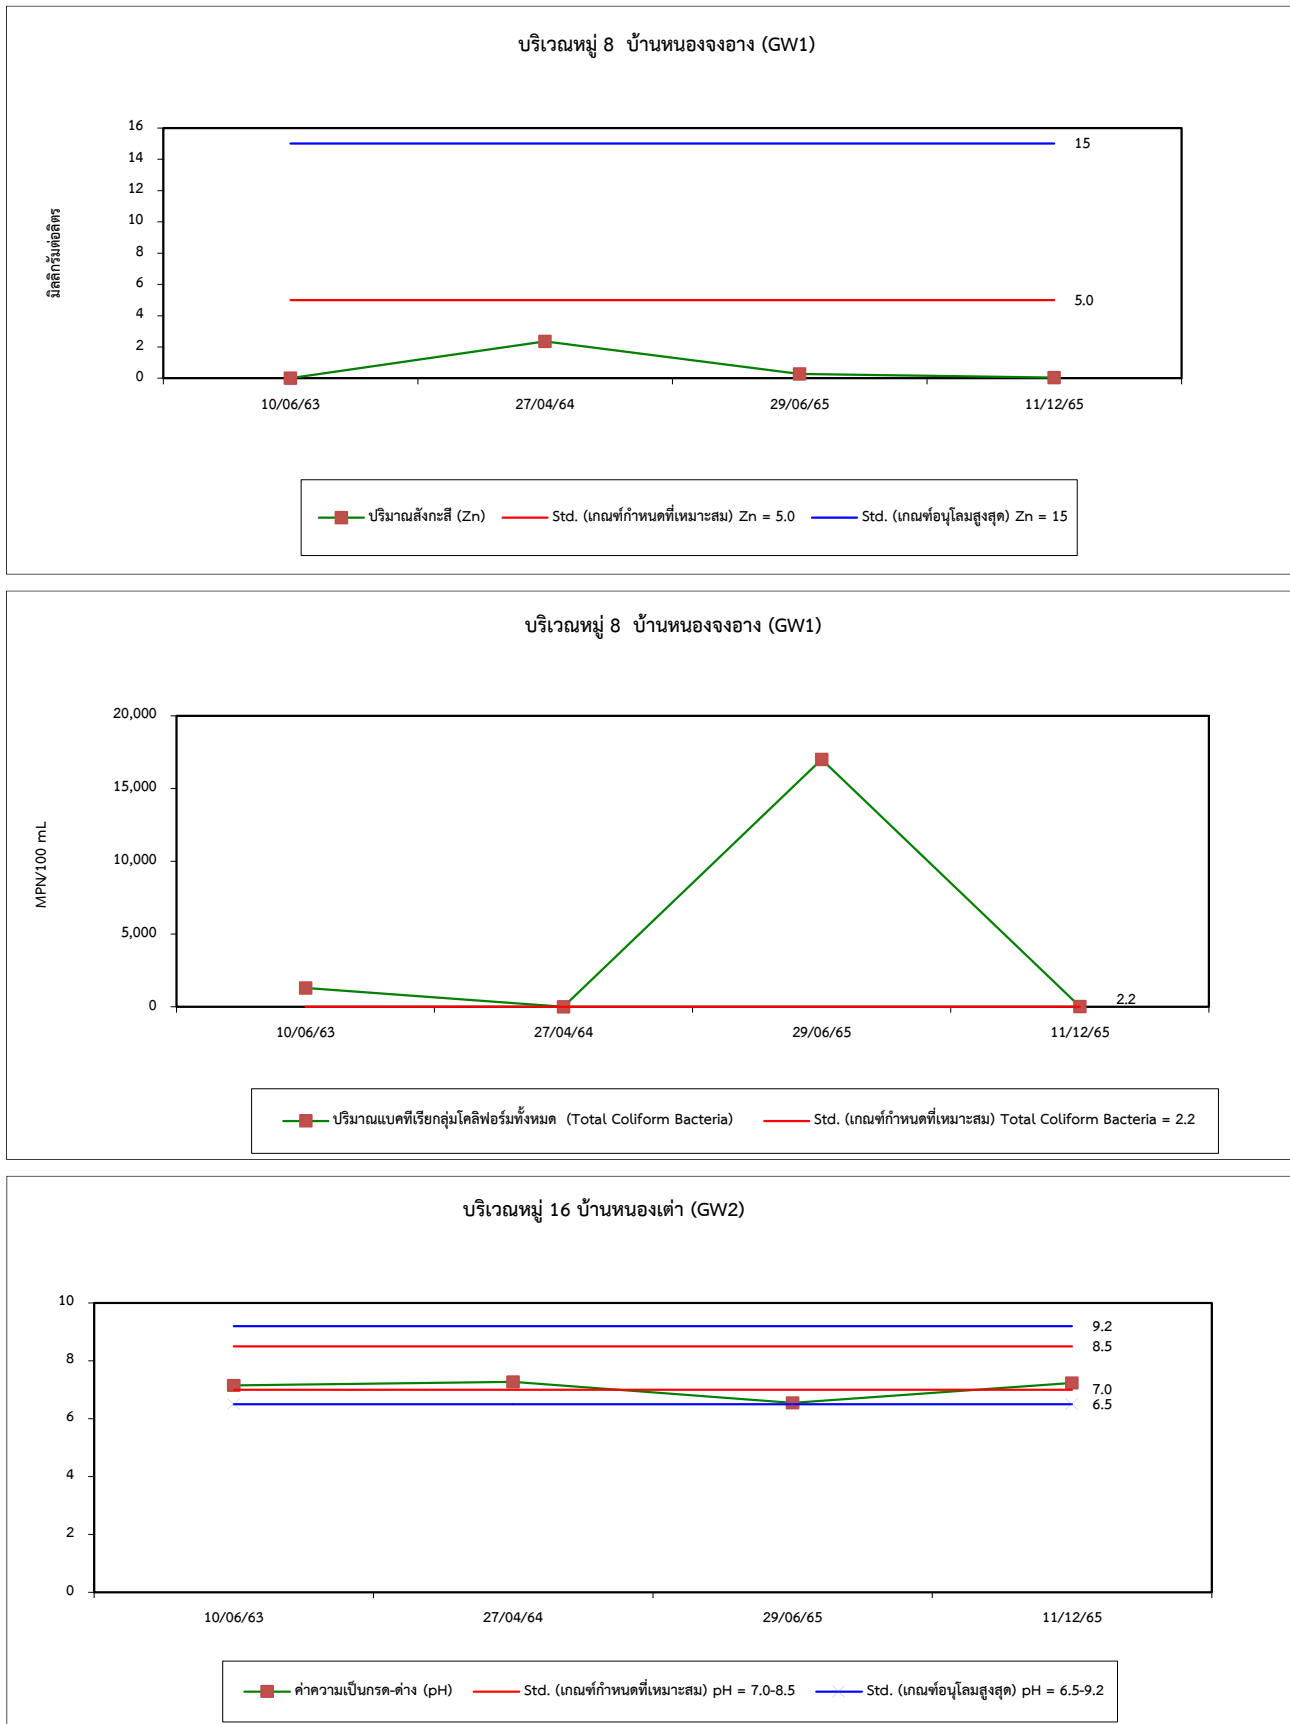 บริเวณหมู่ 8  บ้านหนองจงอาง (GW1)
16
14
12
10
8
6
4
2
0
มิลลิกรัมต่อลิตร
15
5.0
10/06/63 27/04/64 29/06/65 11/12/65
ปริมาณสังกะสี (Zn) Std. (เกณฑ์กำหนดที่เหมาะสม) Zn = 5.0 Std. (เกณฑ์อนุโลมสูงสุด) Zn = 15
บริเวณหมู่ 8  บ้านหนองจงอาง (GW1)
20,000
15,000
10,000
5,000
0
MPN/100 mL
2.2
10/06/63 27/04/64 29/06/65 11/12/65
ปริมาณแบคทีเรียกลุ่มโคลิฟอร์มทั้งหมด  (Total Coliform Bacteria) Std. (เกณฑ์กำหนดที่เหมาะสม) Total Coliform Bacteria = 2.2
บริเวณหมู่ 16 บ้านหนองเต่า (GW2)
10
8
6
4
2
0
9.2
8.5
7.0
6.5
10/06/63 27/04/64 29/06/65 11/12/65
ค่าความเป็นกรด-ด่าง (pH) Std. (เกณฑ์กำหนดที่เหมาะสม) pH = 7.0-8.5 Std. (เกณฑ์อนุโลมสูงสุด) pH = 6.5-9.2